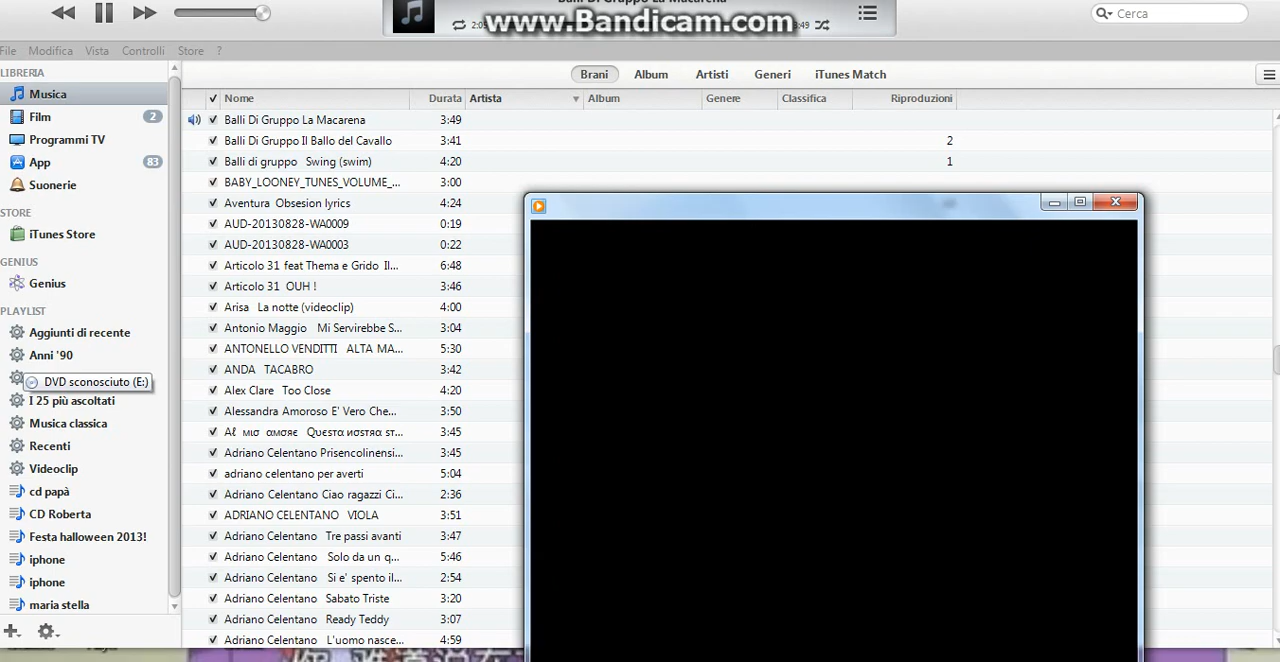 Balli Di Gruppo La Macarena
www.Bandicam.com
Cerca
File Modifica Vista Controlli Store ?
LIBRERIA
Musica
Film 2
Programmi TV
App 83
Suonerie
STORE
iTunes Store
GENIUS
Genius
PLAYLIST
Aggiunti di recente
Anni '90
DVD sconosciuto (E:)
I 25 più ascoltati
Musica classica
Recenti
Videoclip
cd papà
CD Roberta
Festa halloween 2013!
iphone
iphone
maria stella
Brani Album Artisti Generi iTunes Match
Nome Durata Artista Album Genere Classifica Riproduzioni
Balli Di Gruppo La Macarena 3:49
Balli Di Gruppo Il Ballo del Cavallo 3:41 2
Balli di gruppo Swing (swim) 4:20 1
BABY_LOONEY_TUNES_VOLUME_... 3:00
Aventura Obsesion lyrics 4:24
AUD-20130828-WA0009 0:19
AUD-20130828-WA0003 0:22
Articolo 31 feat Thema e Grido Il... 6:48
Articolo 31 OUH ! 3:46
Arisa La notte (videoclip) 4:00
Antonio Maggio Mi Servirebbe S... 3:04
ANTONELLO VENDITTI ALTA MA... 5:30
ANDA TACABRO 3:42
Alex Clare Too Close 4:20
Alessandra Amoroso E' Vero Che... 3:50
Aℓ мισ αмσяє Qυєѕтα ησѕтяα ѕт... 3:45
Adriano Celentano Prisencolinensi... 3:45
adriano celentano per averti 5:04
Adriano Celentano Ciao ragazzi Ci... 2:36
ADRIANO CELENTANO VIOLA 3:51
Adriano Celentano Tre passi avanti 3:47
Adriano Celentano Solo da un q... 5:46
Adriano Celentano Si e' spento il... 2:54
Adriano Celentano Sabato Triste 3:20
Adriano Celentano Ready Teddy 3:07
Adriano Celentano L'uomo nasce... 4:59